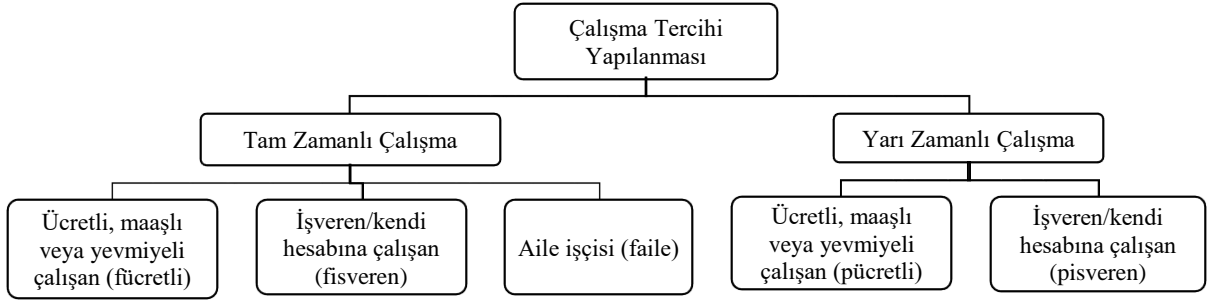 Çalışma Tercihi
Yapılanması
Tam Zamanlı Çalışma
Yarı Zamanlı Çalışma
Ücretli, maaşlı
veya yevmiyeli
çalışan (fücretli)
İşveren/kendi
hesabına çalışan
(fisveren)
Aile işçisi (faile)
Ücretli, maaşlı
veya yevmiyeli
çalışan (pücretli)
İşveren/kendi
hesabına çalışan
(pisveren)